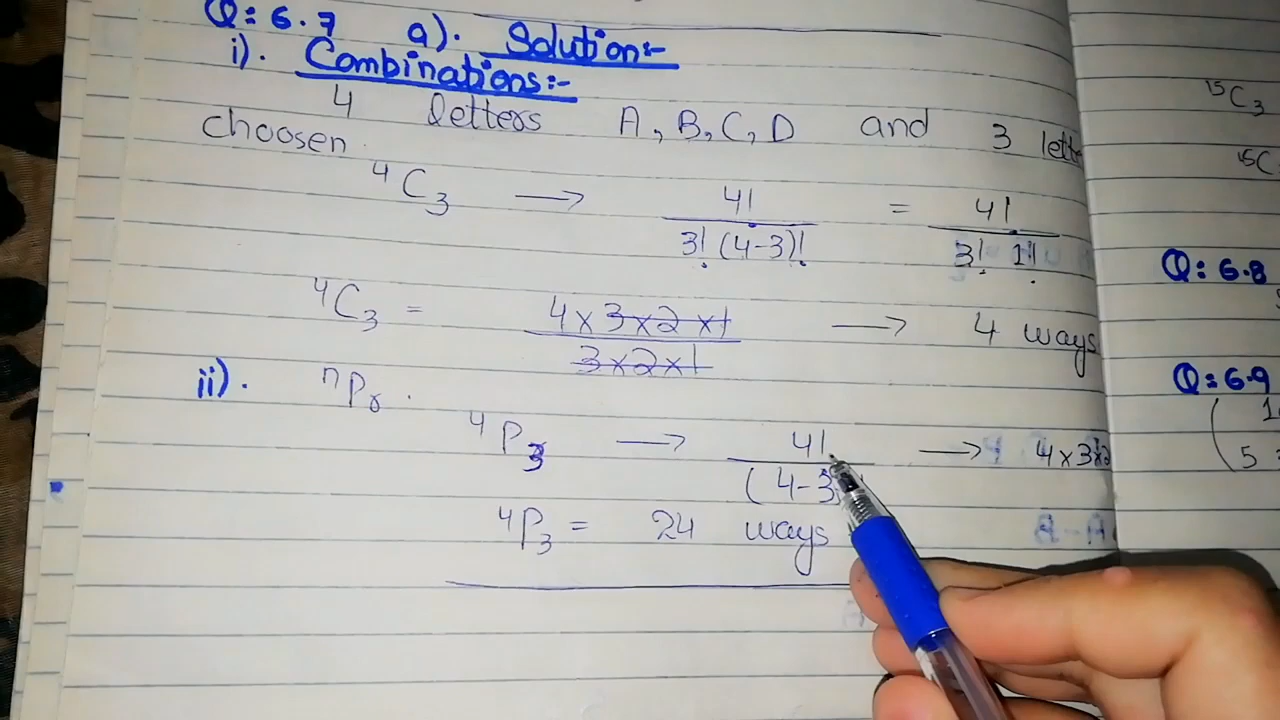 Q: 6.7 a). Solution:-
i). Combinations:-
4 letters A, B, C, D and 3 lett
choosen.
⁴C₃ → 4! / 3! (4-3)! = 4! / 3! 1!
⁴C₃ = 4×3×2×1 / 3×2×1 → 4 ways
ii). ⁿPᵣ.
⁴P₃ → 4! / (4-3) → 4×3×2
⁴P₃ = 24 ways
¹⁵C₃
¹⁵C
Q: 6.8
Q: 6.9
5